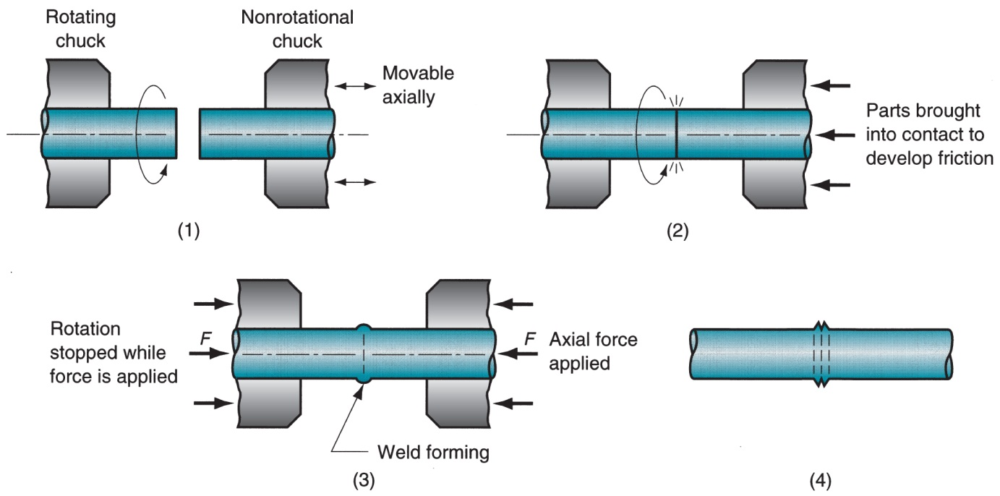 Rotating
chuck
Nonrotational
chuck
Movable
axially
(1)
Parts brought
into contact to
develop friction
(2)
Rotation
stopped while
force is applied
F
F
Axial force
applied
Weld forming
(3)
(4)